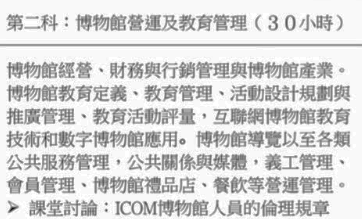 第二科：博物館營運及教育管理（３０小時）
博物館經營、財務與行銷管理與博物館產業。
博物館教育定義、教育管理、活動設計規劃與
推廣管理、教育活動評量，互聯網博物館教育
技術和數字博物館應用。博物館導覽以至各類
公共服務管理，公共關係與媒體，義工管理、
會員管理、博物館禮品店、餐飲等營運管理。
➤ 課堂討論：ICOM博物館人員的倫理規章